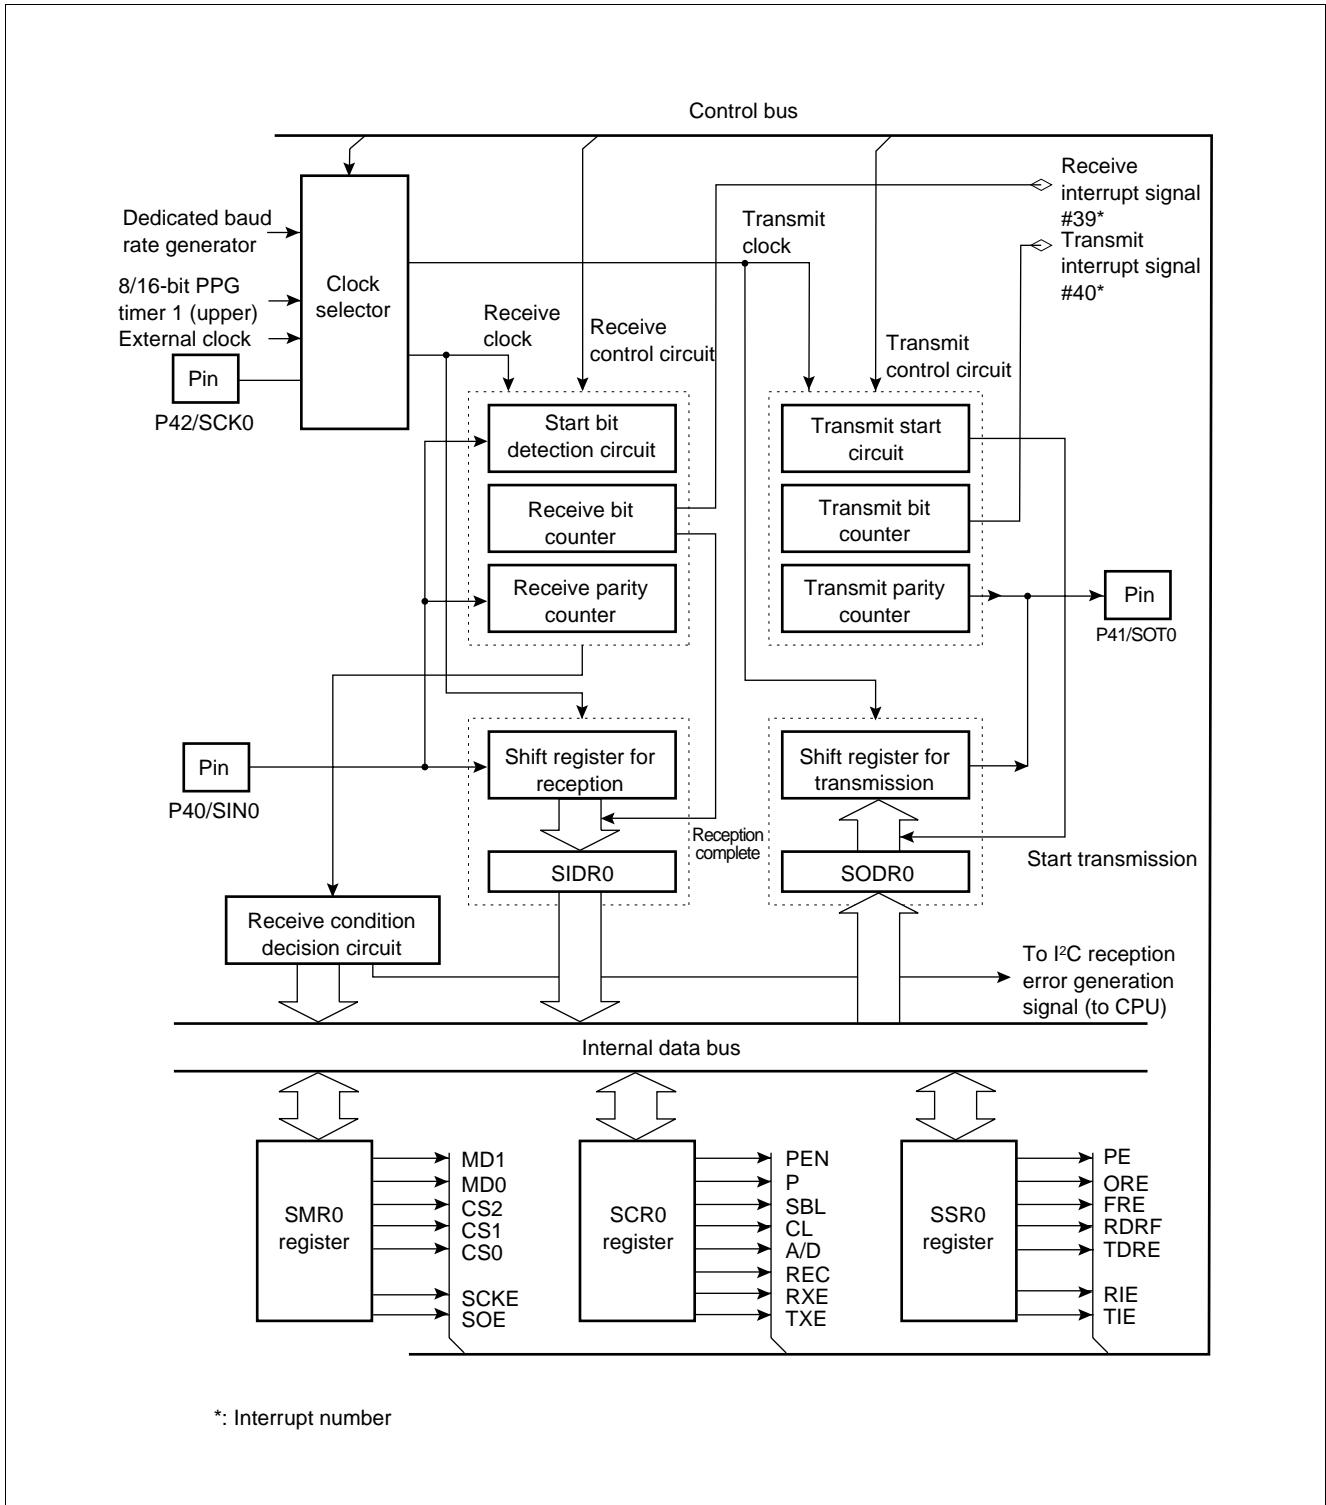 Control bus
Receive
interrupt signal
#39*
Transmit
interrupt signal
#40*
Dedicated baud
rate generator
8/16-bit PPG
timer 1 (upper)
External clock
Pin
P42/SCK0
Clock
selector
Transmit
clock
Receive
clock
Receive
control circuit
Transmit
control circuit
Start bit
detection circuit
Receive bit
counter
Receive parity
counter
Transmit start
circuit
Transmit bit
counter
Transmit parity
counter
Pin
P41/SOT0
Pin
P40/SIN0
Shift register for
reception
Shift register for
transmission
Reception
complete
Start transmission
SIDR0
SODR0
Receive condition
decision circuit
To I²C reception
error generation
signal (to CPU)
Internal data bus
SMR0
register
MD1
MD0
CS2
CS1
CS0
SCKE
SOE
SCR0
register
PEN
P
SBL
CL
A/D
REC
RXE
TXE
SSR0
register
PE
ORE
FRE
RDRF
TDRE
RIE
TIE
*: Interrupt number